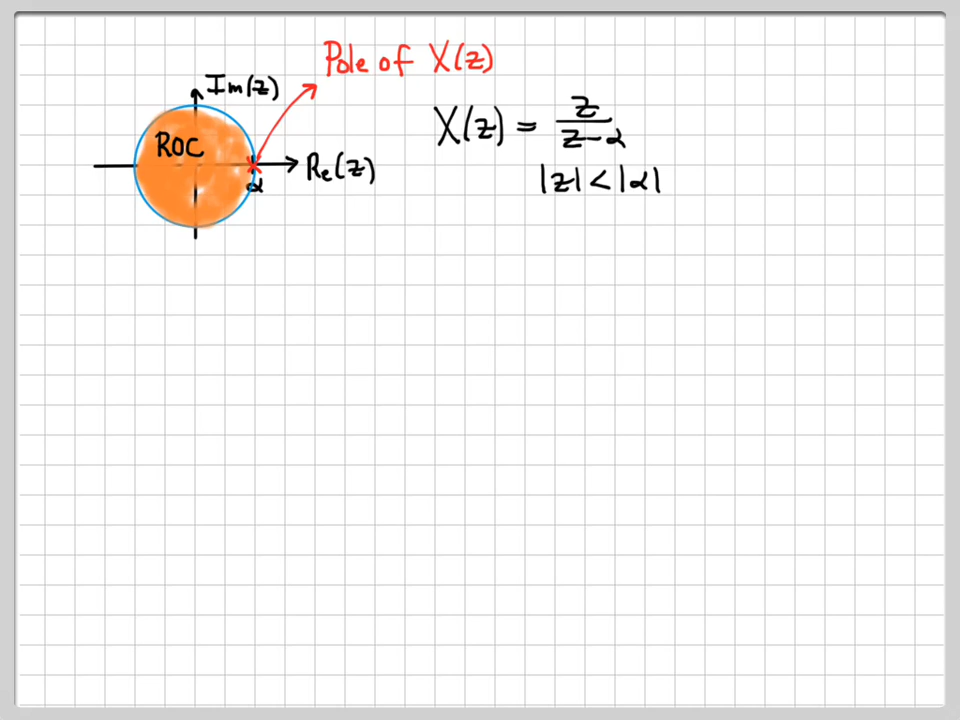 Pole of X(z)
Im(z)
X(z) = z / z-α
ROC
Re(z)
α
|z| < |α|